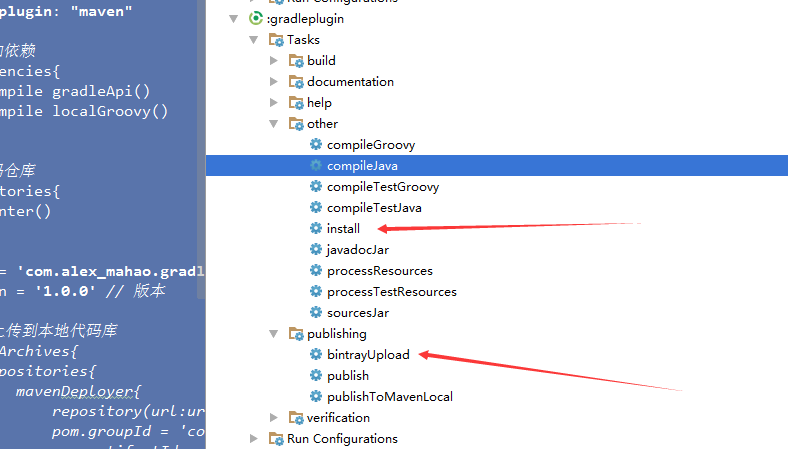 plugin: "maven"
依赖
encies{
mpile gradleApi()
mpile localGroovy()
仓库
tories{
nter()
= 'com.alex_mahao.gradl
n = '1.0.0' // 版本
上传到本地代码库
Archives{
positories{
mavenDeployer{
repository(url:ur
pom.groupId = 'co
Run Configurations
:gradleplugin
Tasks
build
documentation
help
other
compileGroovy
compileJava
compileTestGroovy
compileTestJava
install
javadocJar
processResources
processTestResources
sourcesJar
publishing
bintrayUpload
publish
publishToMavenLocal
verification
Run Configurations